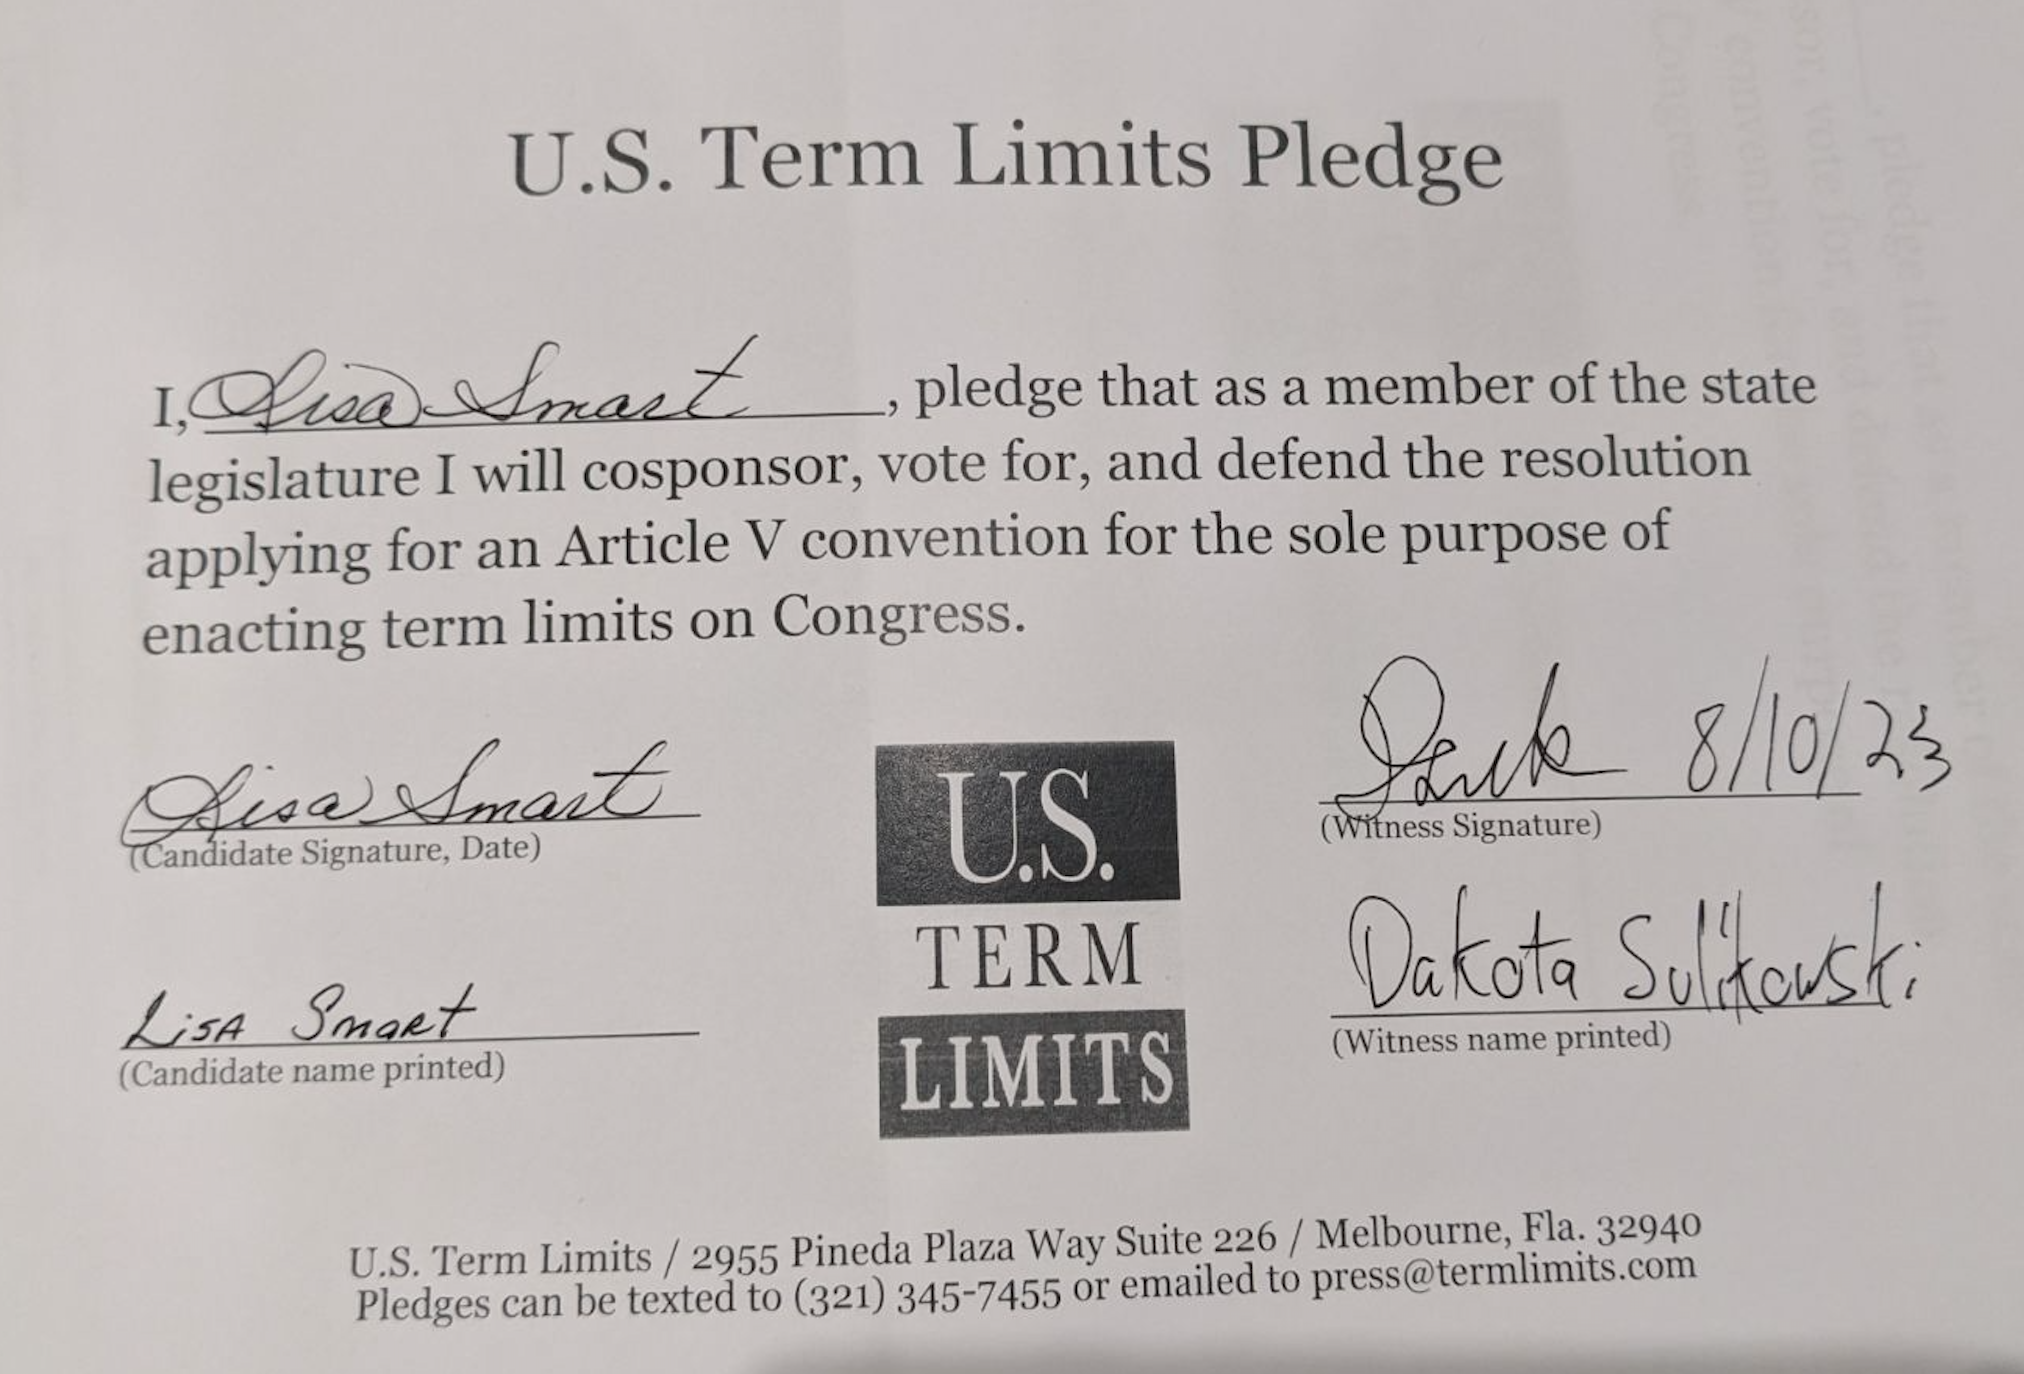 U.S. Term Limits Pledge
I, Lisa Smart, pledge that as a member of the state
legislature I will cosponsor, vote for, and defend the resolution
applying for an Article V convention for the sole purpose of
enacting term limits on Congress.
Lisa Smart
(Candidate Signature, Date)
Lisa Smart
(Candidate name printed)
U.S.
TERM
LIMITS
8/10/23
(Witness Signature)
Dakota Sulikowski
(Witness name printed)
U.S. Term Limits / 2955 Pineda Plaza Way Suite 226 / Melbourne, Fla. 32940
Pledges can be texted to (321) 345-7455 or emailed to press@termlimits.com